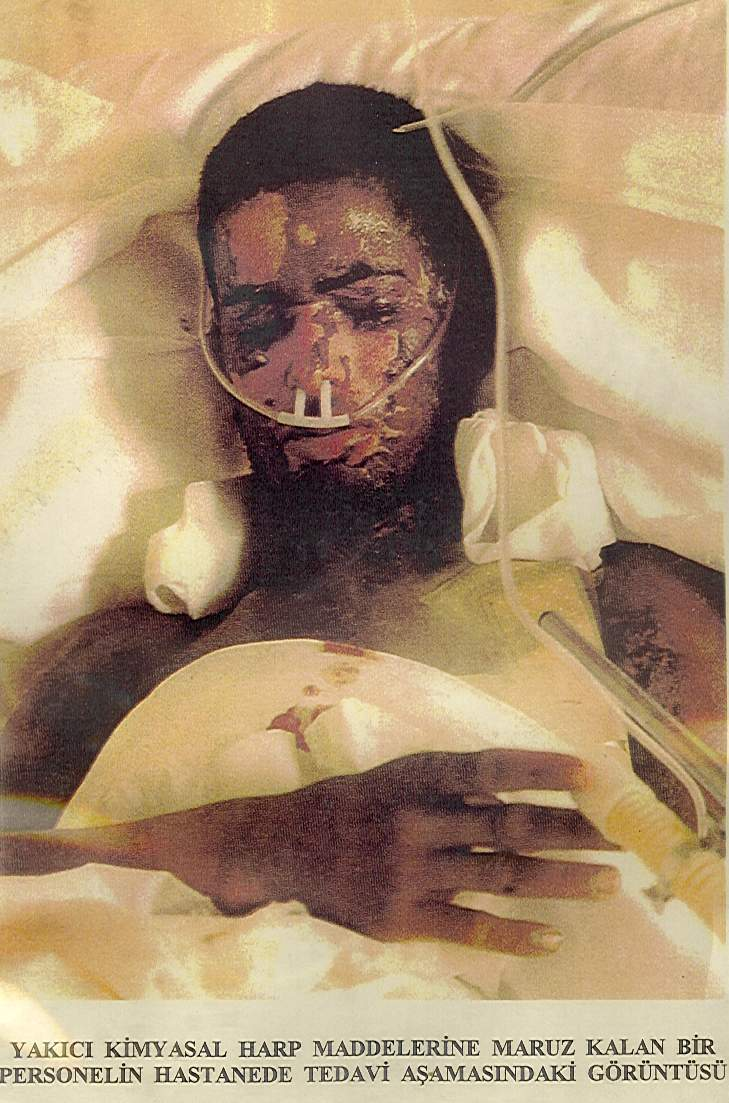 YAKICI KİMYASAL HARP MADDELERİNE MARUZ KALAN BİR
PERSONELİN HASTANEDE TEDAVİ AŞAMASINDAKİ GÖRÜNTÜSÜ